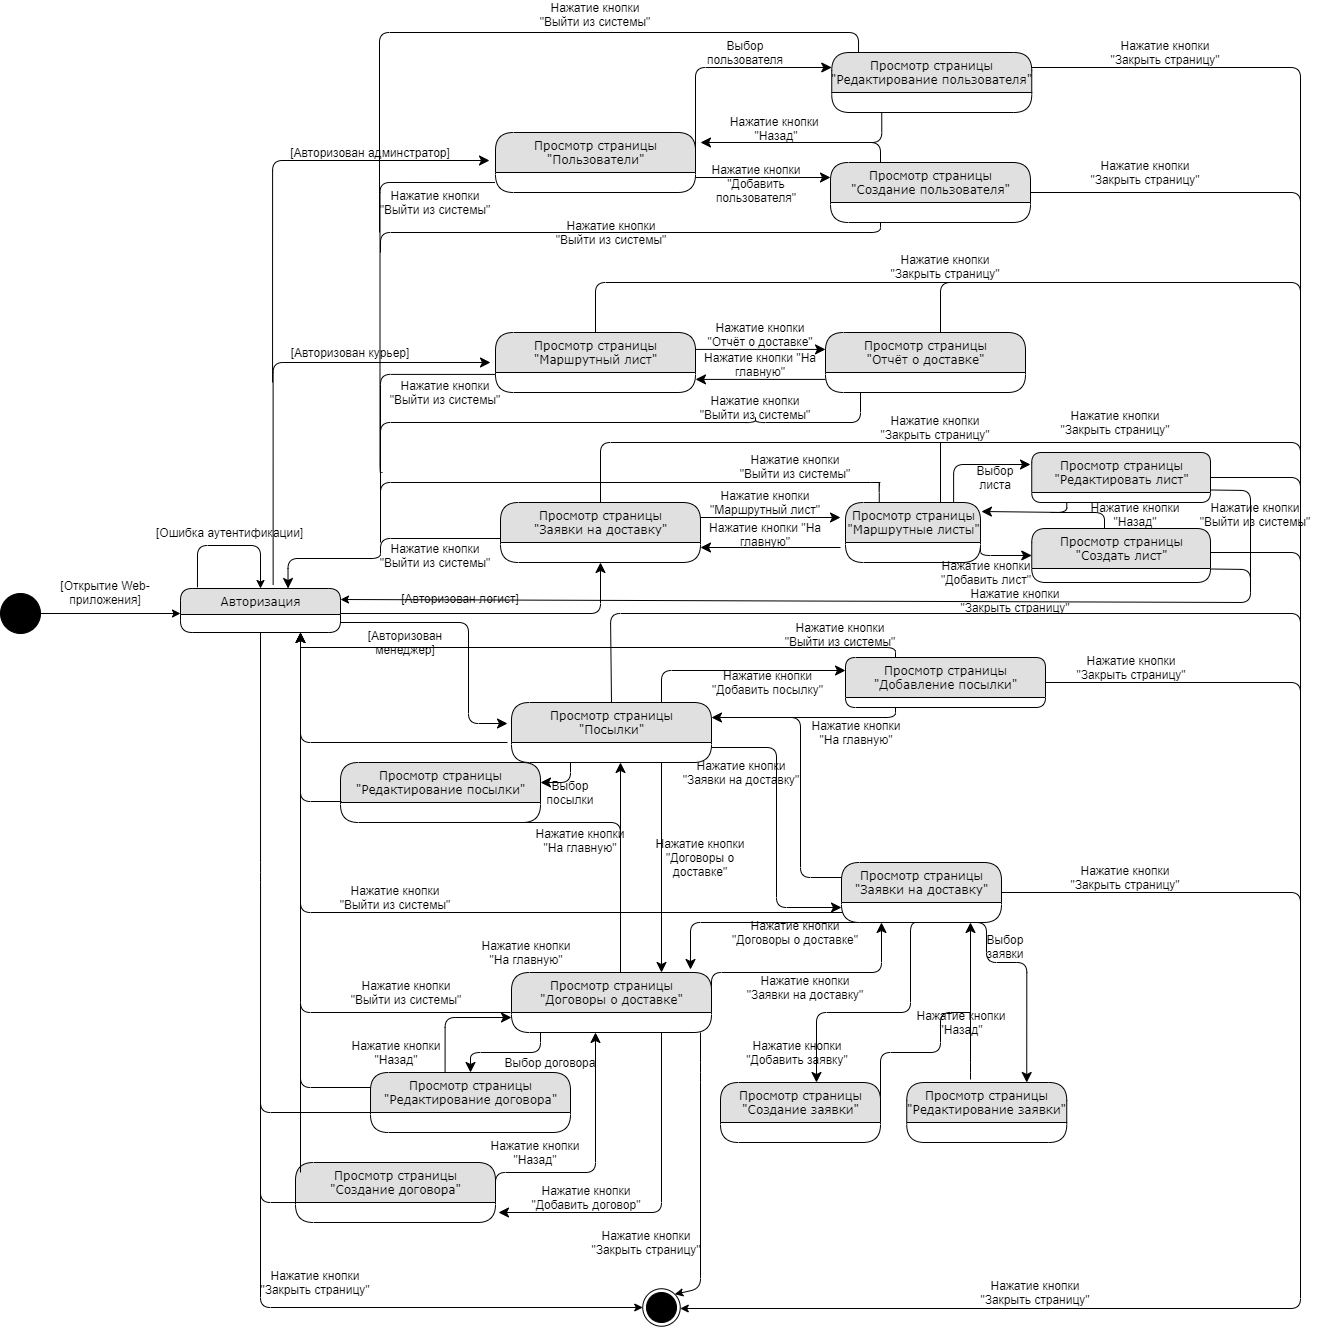 Нажатие кнопки
"Выйти из системы"
Выбор
пользователя
Нажатие кнопки
"Закрыть страницу"
Просмотр страницы
"Редактирование пользователя"
Нажатие кнопки
"Назад"
[Авторизован админстратор]
Просмотр страницы
"Пользователи"
Нажатие кнопки
"Добавить
пользователя"
Просмотр страницы
"Создание пользователя"
Нажатие кнопки
"Закрыть страницу"
Нажатие кнопки
"Выйти из системы"
Нажатие кнопки
"Выйти из системы"
Нажатие кнопки
"Закрыть страницу"
[Авторизован курьер]
Просмотр страницы
"Маршрутный лист"
Нажатие кнопки
"Отчёт о доставке"
Нажатие кнопки "На
главную"
Просмотр страницы
"Отчёт о доставке"
Нажатие кнопки
"Выйти из системы"
Нажатие кнопки
"Выйти из системы"
Нажатие кнопки
"Закрыть страницу"
Нажатие кнопки
"Закрыть страницу"
Нажатие кнопки
"Выйти из системы"
Выбор
листа
Просмотр страницы
"Редактировать лист"
[Ошибка аутентификации]
Просмотр страницы
"Заявки на доставку"
Нажатие кнопки
"Маршрутный лист"
Нажатие кнопки "На
главную"
Просмотр страницы
"Маршрутные листы"
Нажатие кнопки
"Назад"
Нажатие кнопки
"Выйти из системы"
Нажатие кнопки
"Выйти из системы"
Просмотр страницы
"Создать лист"
Нажатие кнопки
"Добавить лист"
[Открытие Web-
приложения]
Авторизация
[Авторизован логист]
Нажатие кнопки
"Закрыть страницу"
[Авторизован
менеджер]
Нажатие кнопки
"Выйти из системы"
Нажатие кнопки
"Добавить посылку"
Просмотр страницы
"Добавление посылки"
Нажатие кнопки
"Закрыть страницу"
Просмотр страницы
"Посылки"
Нажатие кнопки
"На главную"
Просмотр страницы
"Редактирование посылки"
Выбор
посылки
Нажатие кнопки
"Заявки на доставку"
Нажатие кнопки
"На главную"
Нажатие кнопки
"Договоры о
доставке"
Нажатие кнопки
"Выйти из системы"
Просмотр страницы
"Заявки на доставку"
Нажатие кнопки
"Закрыть страницу"
Нажатие кнопки
"На главную"
Нажатие кнопки
"Договоры о доставке"
Выбор
заявки
Нажатие кнопки
"Выйти из системы"
Просмотр страницы
"Договоры о доставке"
Нажатие кнопки
"Заявки на доставку"
Нажатие кнопки
"Назад"
Нажатие кнопки
"Назад"
Выбор договора
Нажатие кнопки
"Добавить заявку"
Просмотр страницы
"Редактирование договора"
Просмотр страницы
"Создание заявки"
Просмотр страницы
"Редактирование заявки"
Нажатие кнопки
"Назад"
Просмотр страницы
"Создание договора"
Нажатие кнопки
"Добавить договор"
Нажатие кнопки
"Закрыть страницу"
Нажатие кнопки
"Закрыть страницу"
Нажатие кнопки
"Закрыть страницу"